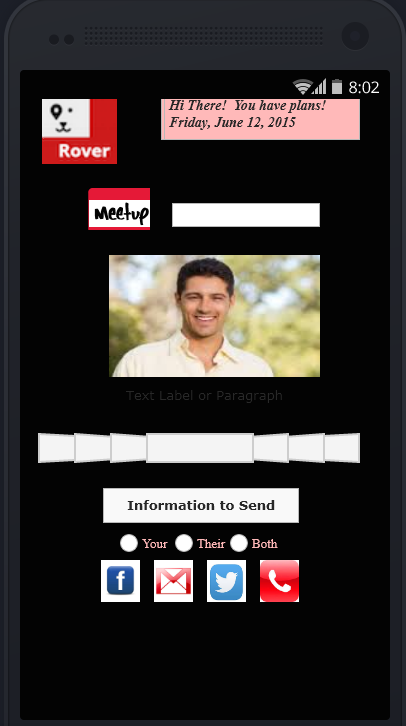 8:02
Hi There! You have plans!
Friday, June 12, 2015
Rover
Meetup
Text Label or Paragraph
Information to Send
Your Their Both
f